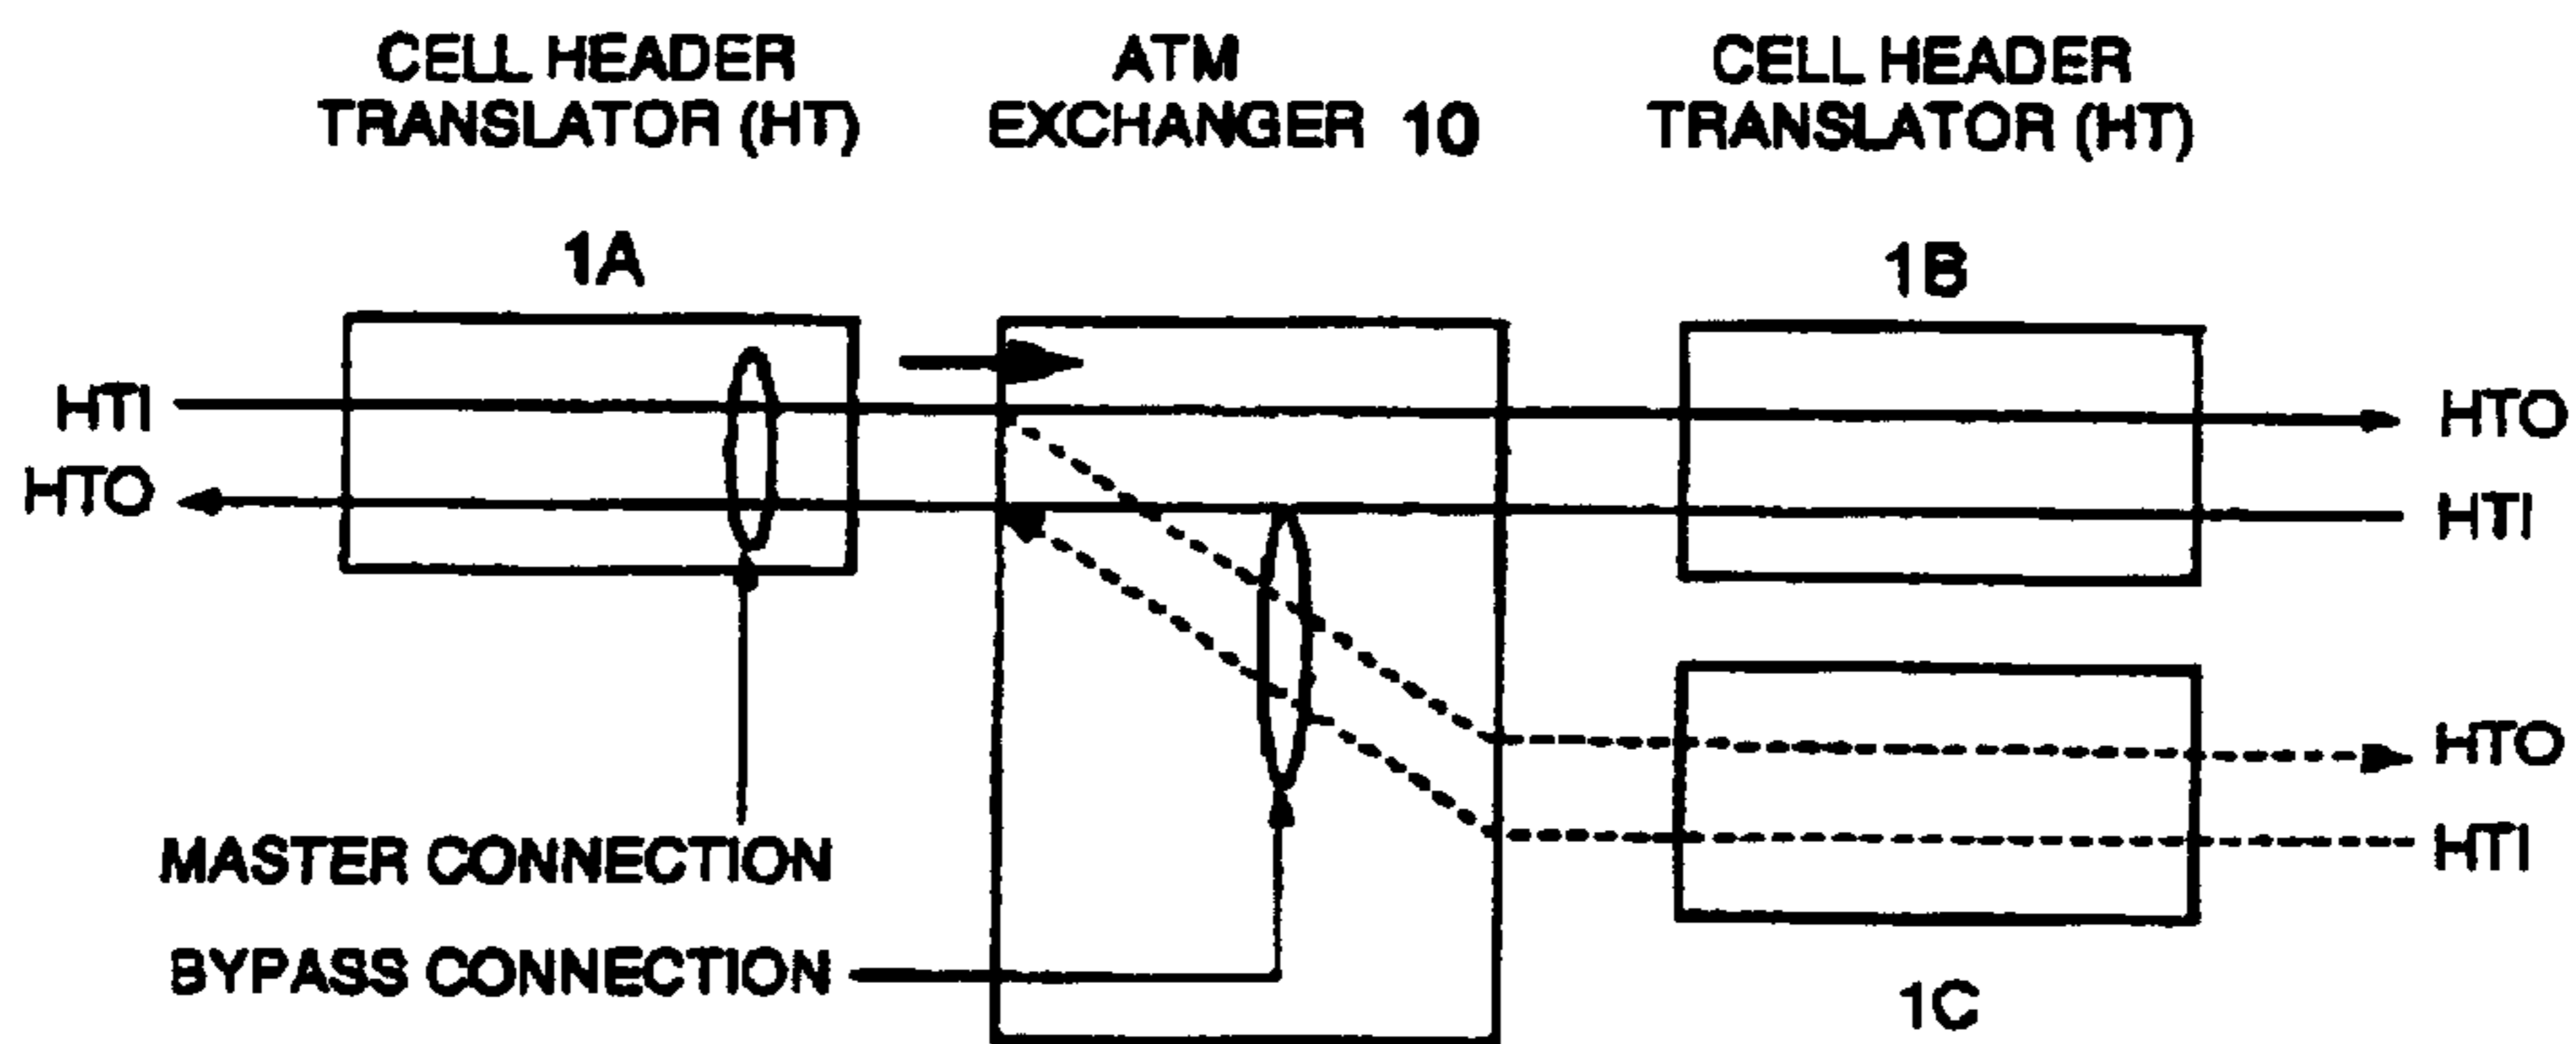 CELL HEADER
TRANSLATOR (HT)
ATM
EXCHANGER 10
CELL HEADER
TRANSLATOR (HT)
1A
1B
HTI
HTO
HTO
HTI
HTO
HTI
MASTER CONNECTION
BYPASS CONNECTION
1C